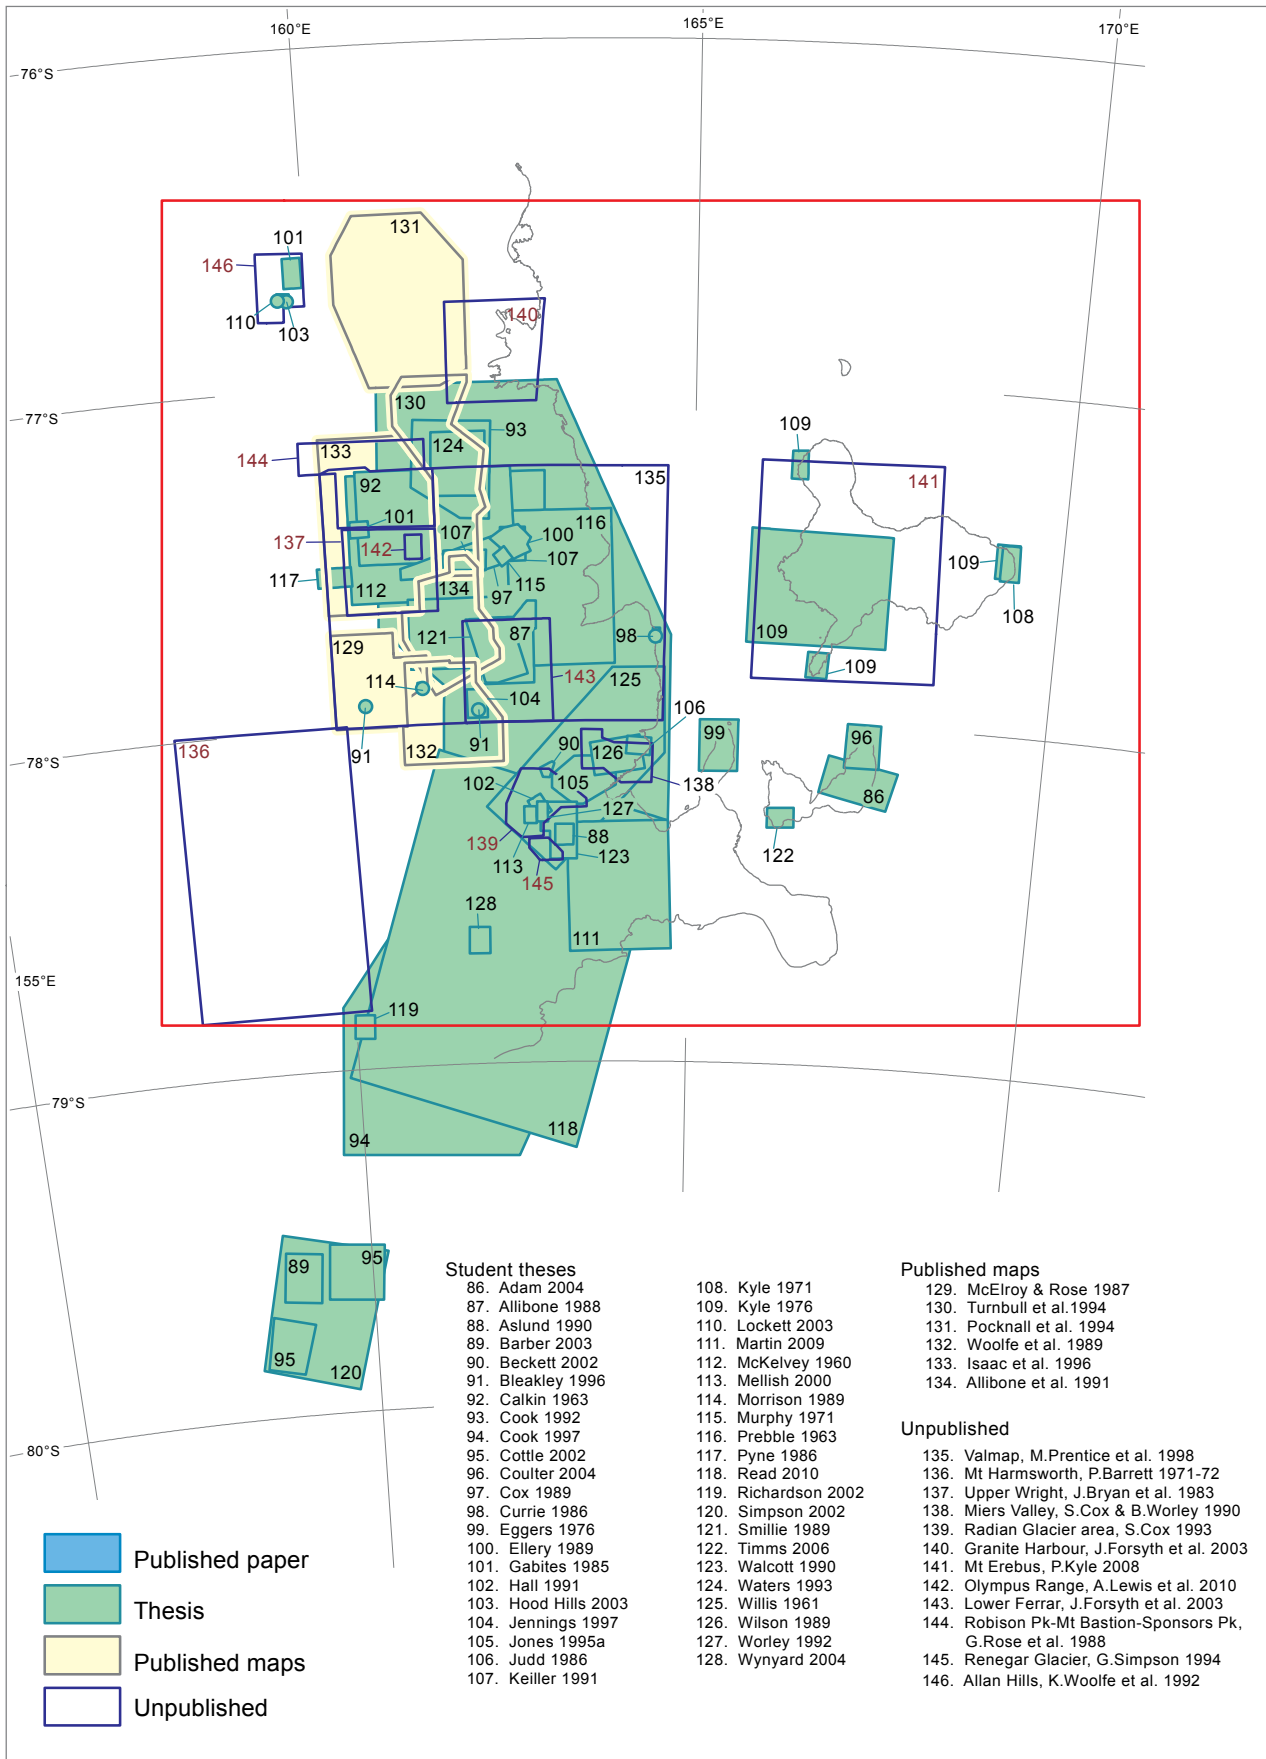 160°E
165°E
170°E
76°S
131
101
146
140
110
103
77°S
130
93
109
124
133
144
135
141
92
101
116
107
100
137
142
107
109
117
115
134
112
97
108
121
87
98
109
129
109
114
143
125
104
106
99
96
136
91
91
132
90
126
78°S
138
105
102
86
127
139
88
113
123
122
145
128
111
155°E
119
79°S
118
94
95
89
95
120
80°S
Student theses
86. Adam 2004
87. Allibone 1988
88. Aslund 1990
89. Barber 2003
90. Beckett 2002
91. Bleakley 1996
92. Calkin 1963
93. Cook 1992
94. Cook 1997
95. Cottle 2002
96. Coulter 2004
97. Cox 1989
98. Currie 1986
99. Eggers 1976
100. Ellery 1989
101. Gabites 1985
102. Hall 1991
103. Hood Hills 2003
104. Jennings 1997
105. Jones 1995a
106. Judd 1986
107. Keiller 1991
108. Kyle 1971
109. Kyle 1976
110. Lockett 2003
111. Martin 2009
112. McKelvey 1960
113. Mellish 2000
114. Morrison 1989
115. Murphy 1971
116. Prebble 1963
117. Pyne 1986
118. Read 2010
119. Richardson 2002
120. Simpson 2002
121. Smillie 1989
122. Timms 2006
123. Walcott 1990
124. Waters 1993
125. Willis 1961
126. Wilson 1989
127. Worley 1992
128. Wynyard 2004
Published maps
129. McElroy & Rose 1987
130. Turnbull et al.1994
131. Pocknall et al. 1994
132. Woolfe et al. 1989
133. Isaac et al. 1996
134. Allibone et al. 1991
Unpublished
135. Valmap, M.Prentice et al. 1998
136. Mt Harmsworth, P.Barrett 1971-72
137. Upper Wright, J.Bryan et al. 1983
138. Miers Valley, S.Cox & B.Worley 1990
139. Radian Glacier area, S.Cox 1993
140. Granite Harbour, J.Forsyth et al. 2003
141. Mt Erebus, P.Kyle 2008
142. Olympus Range, A.Lewis et al. 2010
143. Lower Ferrar, J.Forsyth et al. 2003
144. Robison Pk-Mt Bastion-Sponsors Pk,
G.Rose et al. 1988
145. Renegar Glacier, G.Simpson 1994
146. Allan Hills, K.Woolfe et al. 1992
Published paper
Thesis
Published maps
Unpublished